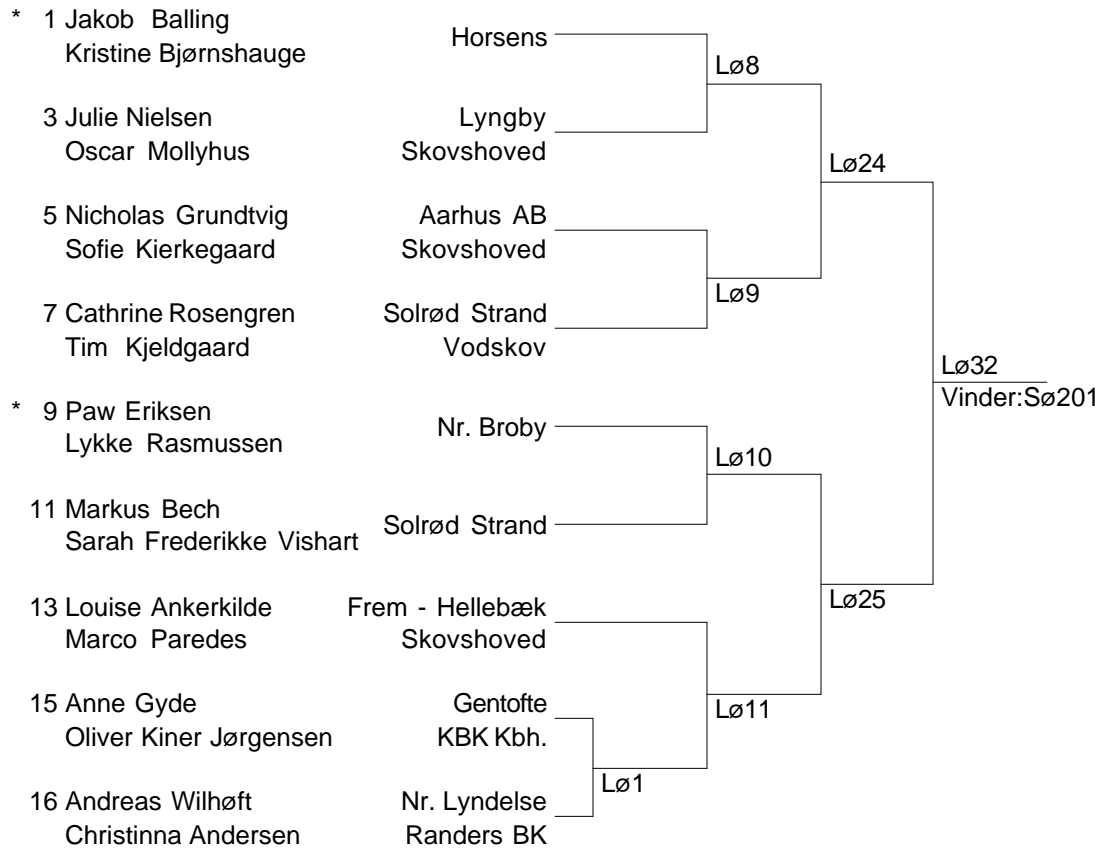 * 1 Jakob Balling
Kristine Bjørnshauge
Horsens
Lø8
3 Julie Nielsen Lyngby
Oscar Mollyhus Skovshoved
Lø24
5 Nicholas Grundtvig Aarhus AB
Sofie Kierkegaard Skovshoved
Lø9
7 Cathrine Rosengren Solrød Strand
Tim Kjeldgaard Vodskov
Lø32
Vinder:Sø201
* 9 Paw Eriksen
Lykke Rasmussen
Nr. Broby
Lø10
11 Markus Bech
Sarah Frederikke Vishart
Solrød Strand
Lø25
13 Louise Ankerkilde Frem - Hellebæk
Marco Paredes Skovshoved
Lø11
15 Anne Gyde Gentofte
Oliver Kiner Jørgensen KBK Kbh.
Lø1
16 Andreas Wilhøft Nr. Lyndelse
Christinna Andersen Randers BK